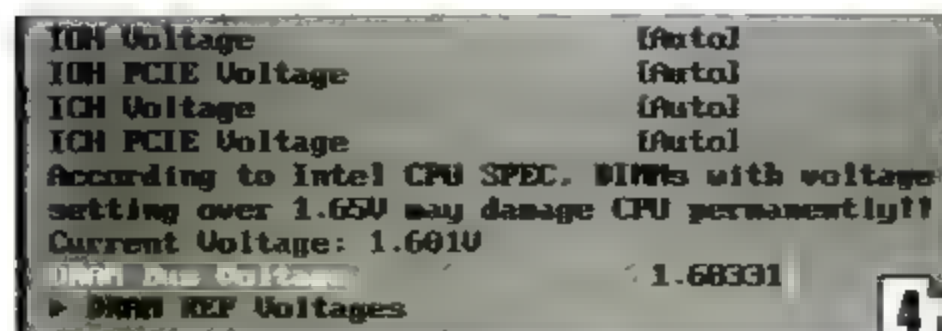 IOH Voltage [Auto]
IOH PCIE Voltage [Auto]
ICH Voltage [Auto]
ICH PCIE Voltage [Auto]
According to Intel CPU SPEC, DIMMs with voltage
setting over 1.65V may damage CPU permanently!!
Current Voltage: 1.601V
DRAM Bus Voltage 1.60331
▶ DRAM REF Voltages
4